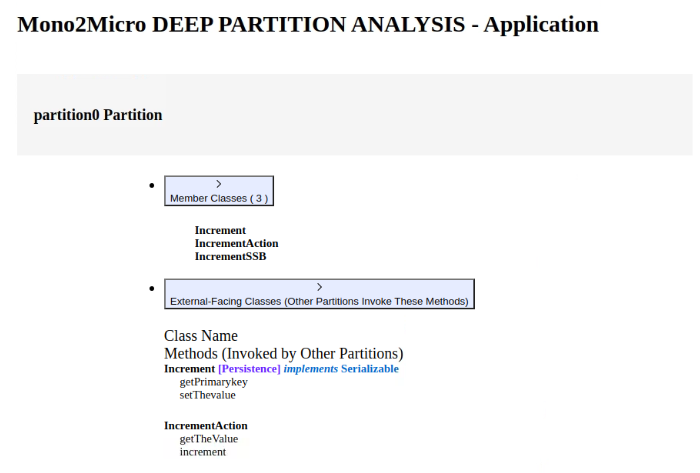 Mono2Micro DEEP PARTITION ANALYSIS - Application
partition0 Partition
Member Classes ( 3 )
Increment
IncrementAction
IncrementSSB
External-Facing Classes (Other Partitions Invoke These Methods)
Class Name
Methods (Invoked by Other Partitions)
Increment [Persistence] implements Serializable
getPrimarykey
setThevalue
IncrementAction
getTheValue
increment